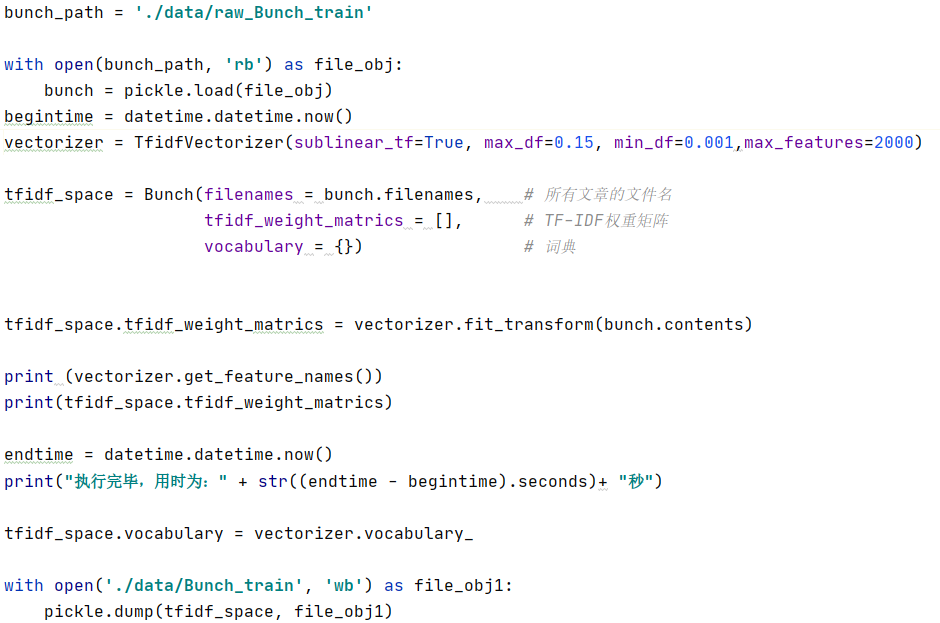 bunch_path = './data/raw_Bunch_train'
with open(bunch_path, 'rb') as file_obj:
    bunch = pickle.load(file_obj)
begintime = datetime.datetime.now()
vectorizer = TfidfVectorizer(sublinear_tf=True, max_df=0.15, min_df=0.001,max_features=2000)
tfidf_space = Bunch(filenames = bunch.filenames,    # 所有文章的文件名
                    tfidf_weight_matrics = [],      # TF-IDF权重矩阵
                    vocabulary = {})                # 词典
tfidf_space.tfidf_weight_matrics = vectorizer.fit_transform(bunch.contents)
print (vectorizer.get_feature_names())
print(tfidf_space.tfidf_weight_matrics)
endtime = datetime.datetime.now()
print("执行完毕，用时为：" + str((endtime - begintime).seconds)+ "秒")
tfidf_space.vocabulary = vectorizer.vocabulary_
with open('./data/Bunch_train', 'wb') as file_obj1:
    pickle.dump(tfidf_space, file_obj1)